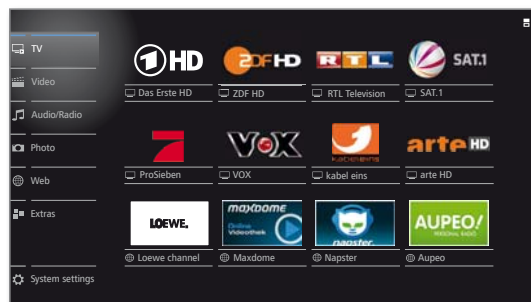 TV
Video
Audio/Radio
Photo
Web
Extras
System settings
1 HD
ZDF HD
RTL
SAT.1
Das Erste HD
ZDF HD
RTL Television
SAT.1
VOX
kabel eins
arte HD
ProSieben
VOX
kabel eins
arte HD
LOEWE.
maxdome
Online
Videothek
napster.
AUPEO!
PERSONAL RADIO
Loewe channel
Maxdome
Napster
Aupeo